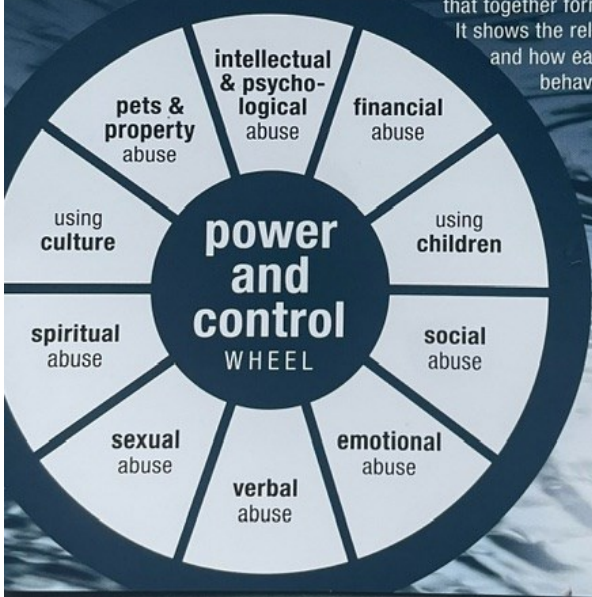 that together
It shows the
and how
power
and
control
WHEEL
intellectual
& psycho-
logical
abuse
financial
abuse
using
children
social
abuse
emotional
abuse
verbal
abuse
sexual
abuse
spiritual
abuse
using
culture
pets &
property
abuse